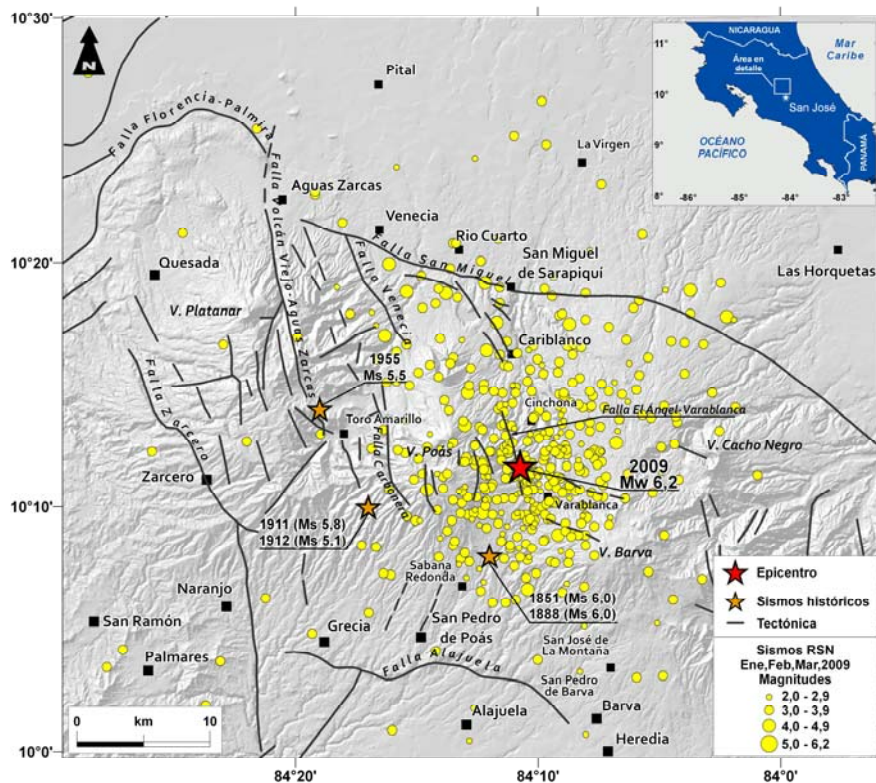 10°30'
10°20'
10°10'
10°0'
84°20'
84°10'
84°0'
N
Pital
La Virgen
Falla Florencia-Palmira
Falla Volcán Viejo-Aguas Zarcas
Aguas Zarcas
Venecia
Falla San Miguel
Rio Cuarto
San Miguel
de Sarapiquí
Las Horquetas
Quesada
Falla Venecia
V. Platanar
Cariblanco
1955
Ms 5,5
Cinchona
Falla El Ángel-Varablanca
Toro Amarillo
Falla Zarcero
Falla Carbonera
V. Poás
2009
Mw 6,2
V. Cacho Negro
Zarcero
Varablanca
1911 (Ms 5.8)
1912 (Ms 5.1)
V. Barva
Sabana
Redonda
1851 (Ms 6,0)
1888 (Ms 6,0)
Naranjo
San Ramón
Grecia
San Pedro
de Poás
San José de
La Montaña
Palmares
Falla Alajuela
San Pedro
de Barva
Alajuela
Barva
Heredia
0 km 10
11°
10°
9°
8°
-86°
-85°
-84°
-83°
NICARAGUA
Mar
Caribe
Área en
detalle
San José
OCÉANO
PACÍFICO
PANAMÁ
Epicentro
Sismos históricos
Tectónica
Sismos RSN
Ene,Feb,Mar,2009
Magnitudes
2,0 - 2,9
3,0 - 3,9
4,0 - 4,9
5,0 - 6,2